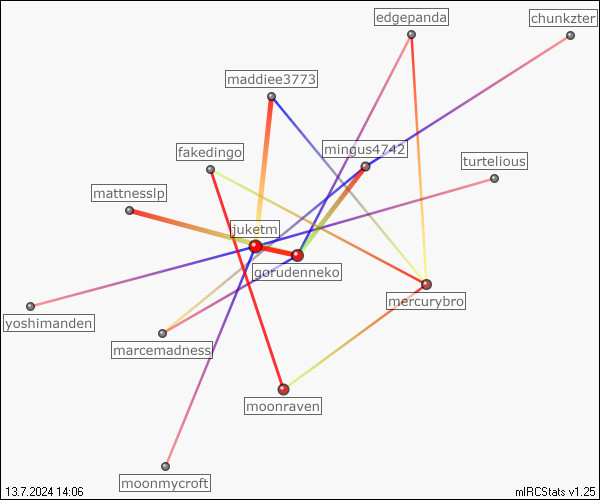 edgepanda
chunkzter
maddiee3773
mingus4742
fakedingo
turtelious
mattnesslp
juketm
gorudenneko
mercurybro
yoshimanden
marcemadness
moonraven
moonmycroft
13.7.2024 14:06
mIRCStats v1.25